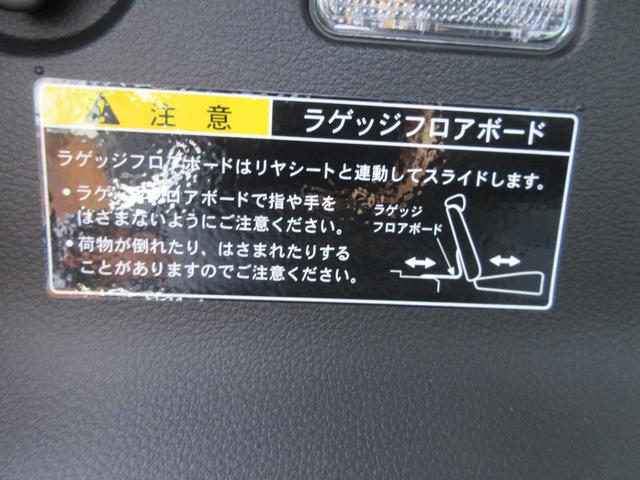 注意
ラゲッジフロアボード
ラゲッジフロアボードはリヤシートと連動してスライドします。
•ラゲッジフロアボードで指や手を
はさまないようにご注意ください。
•荷物が倒れたり、はさまれたりする
ことがありますのでご注意ください。
ラゲッジ
フロアボード